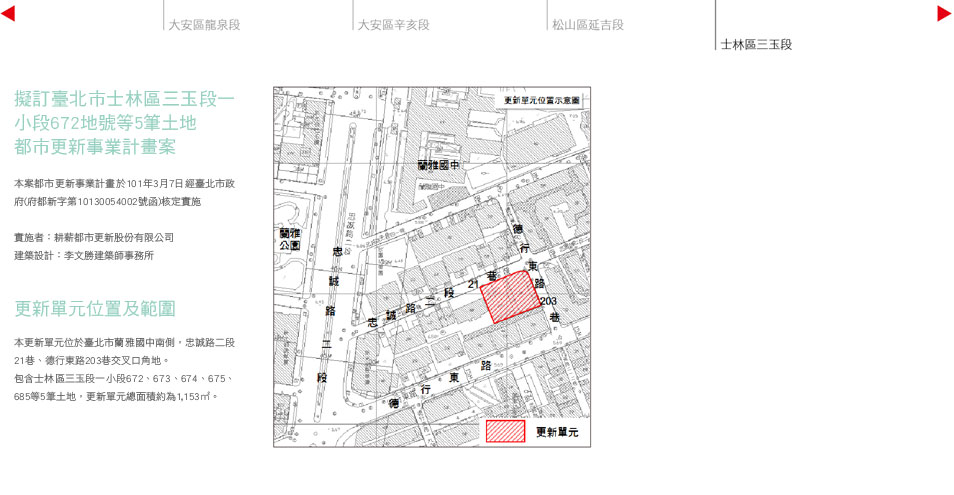 大安區龍泉段
大安區辛亥段
松山區延吉段
士林區三玉段
擬訂臺北市士林區三玉段一
小段672地號等5筆土地
都市更新事業計畫案
本案都市更新事業計畫於101年3月7日經臺北市政
府(府都新字第10130054002號函)核定實施
實施者：耕薪都市更新股份有限公司
建築設計：李文勝建築師事務所
更新單元位置及範圍
本更新單元位於臺北市蘭雅國中南側，忠誠路二段
21巷、德行東路203巷交叉口角地。
包含士林區三玉段一小段672、673、674、675、
685等5筆土地，更新單元總面積約為1,153㎡。
更新單元位置示意圖
蘭雅國中
蘭雅國中
蘭雅
公園
忠誠路二段
忠誠路二段21巷
德行東路203巷
德行東路
更新單元